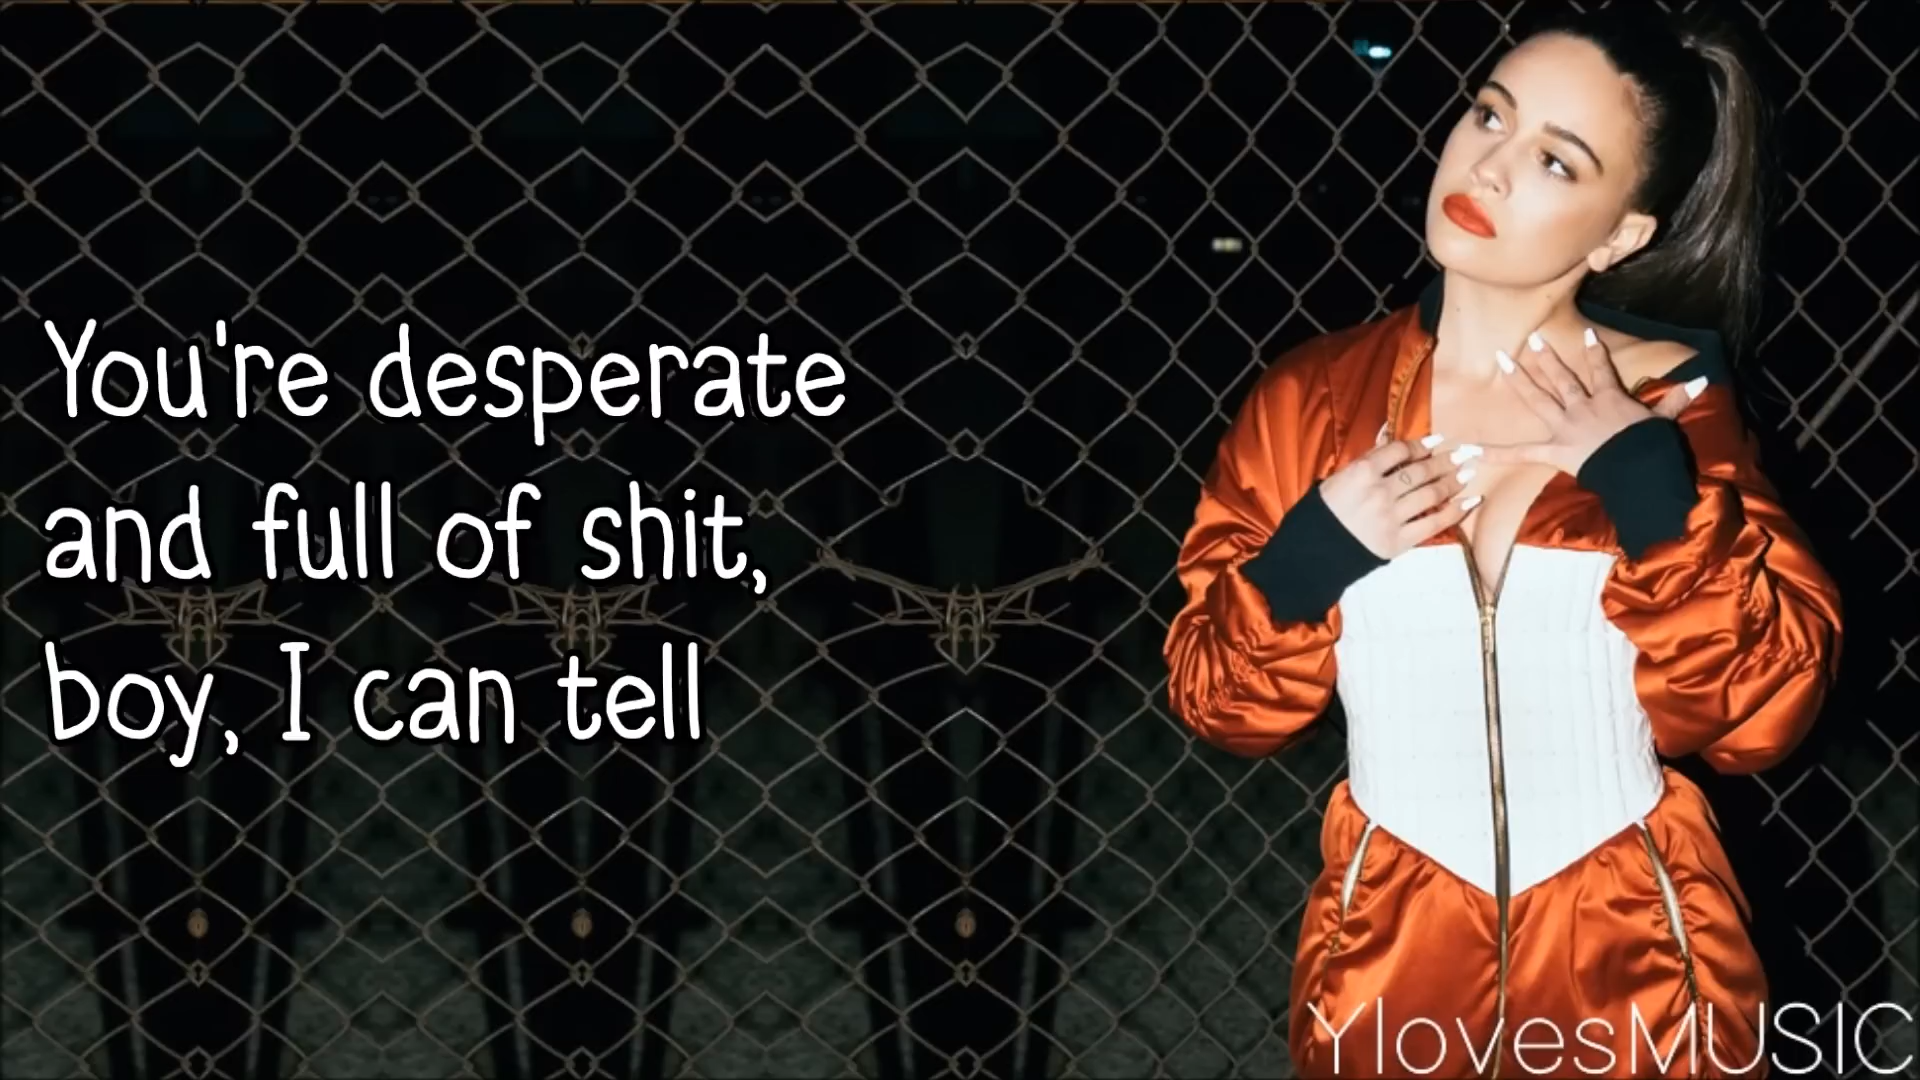 You're desperate
and full of shit,
boy, I can tell
YlovesMUSIC